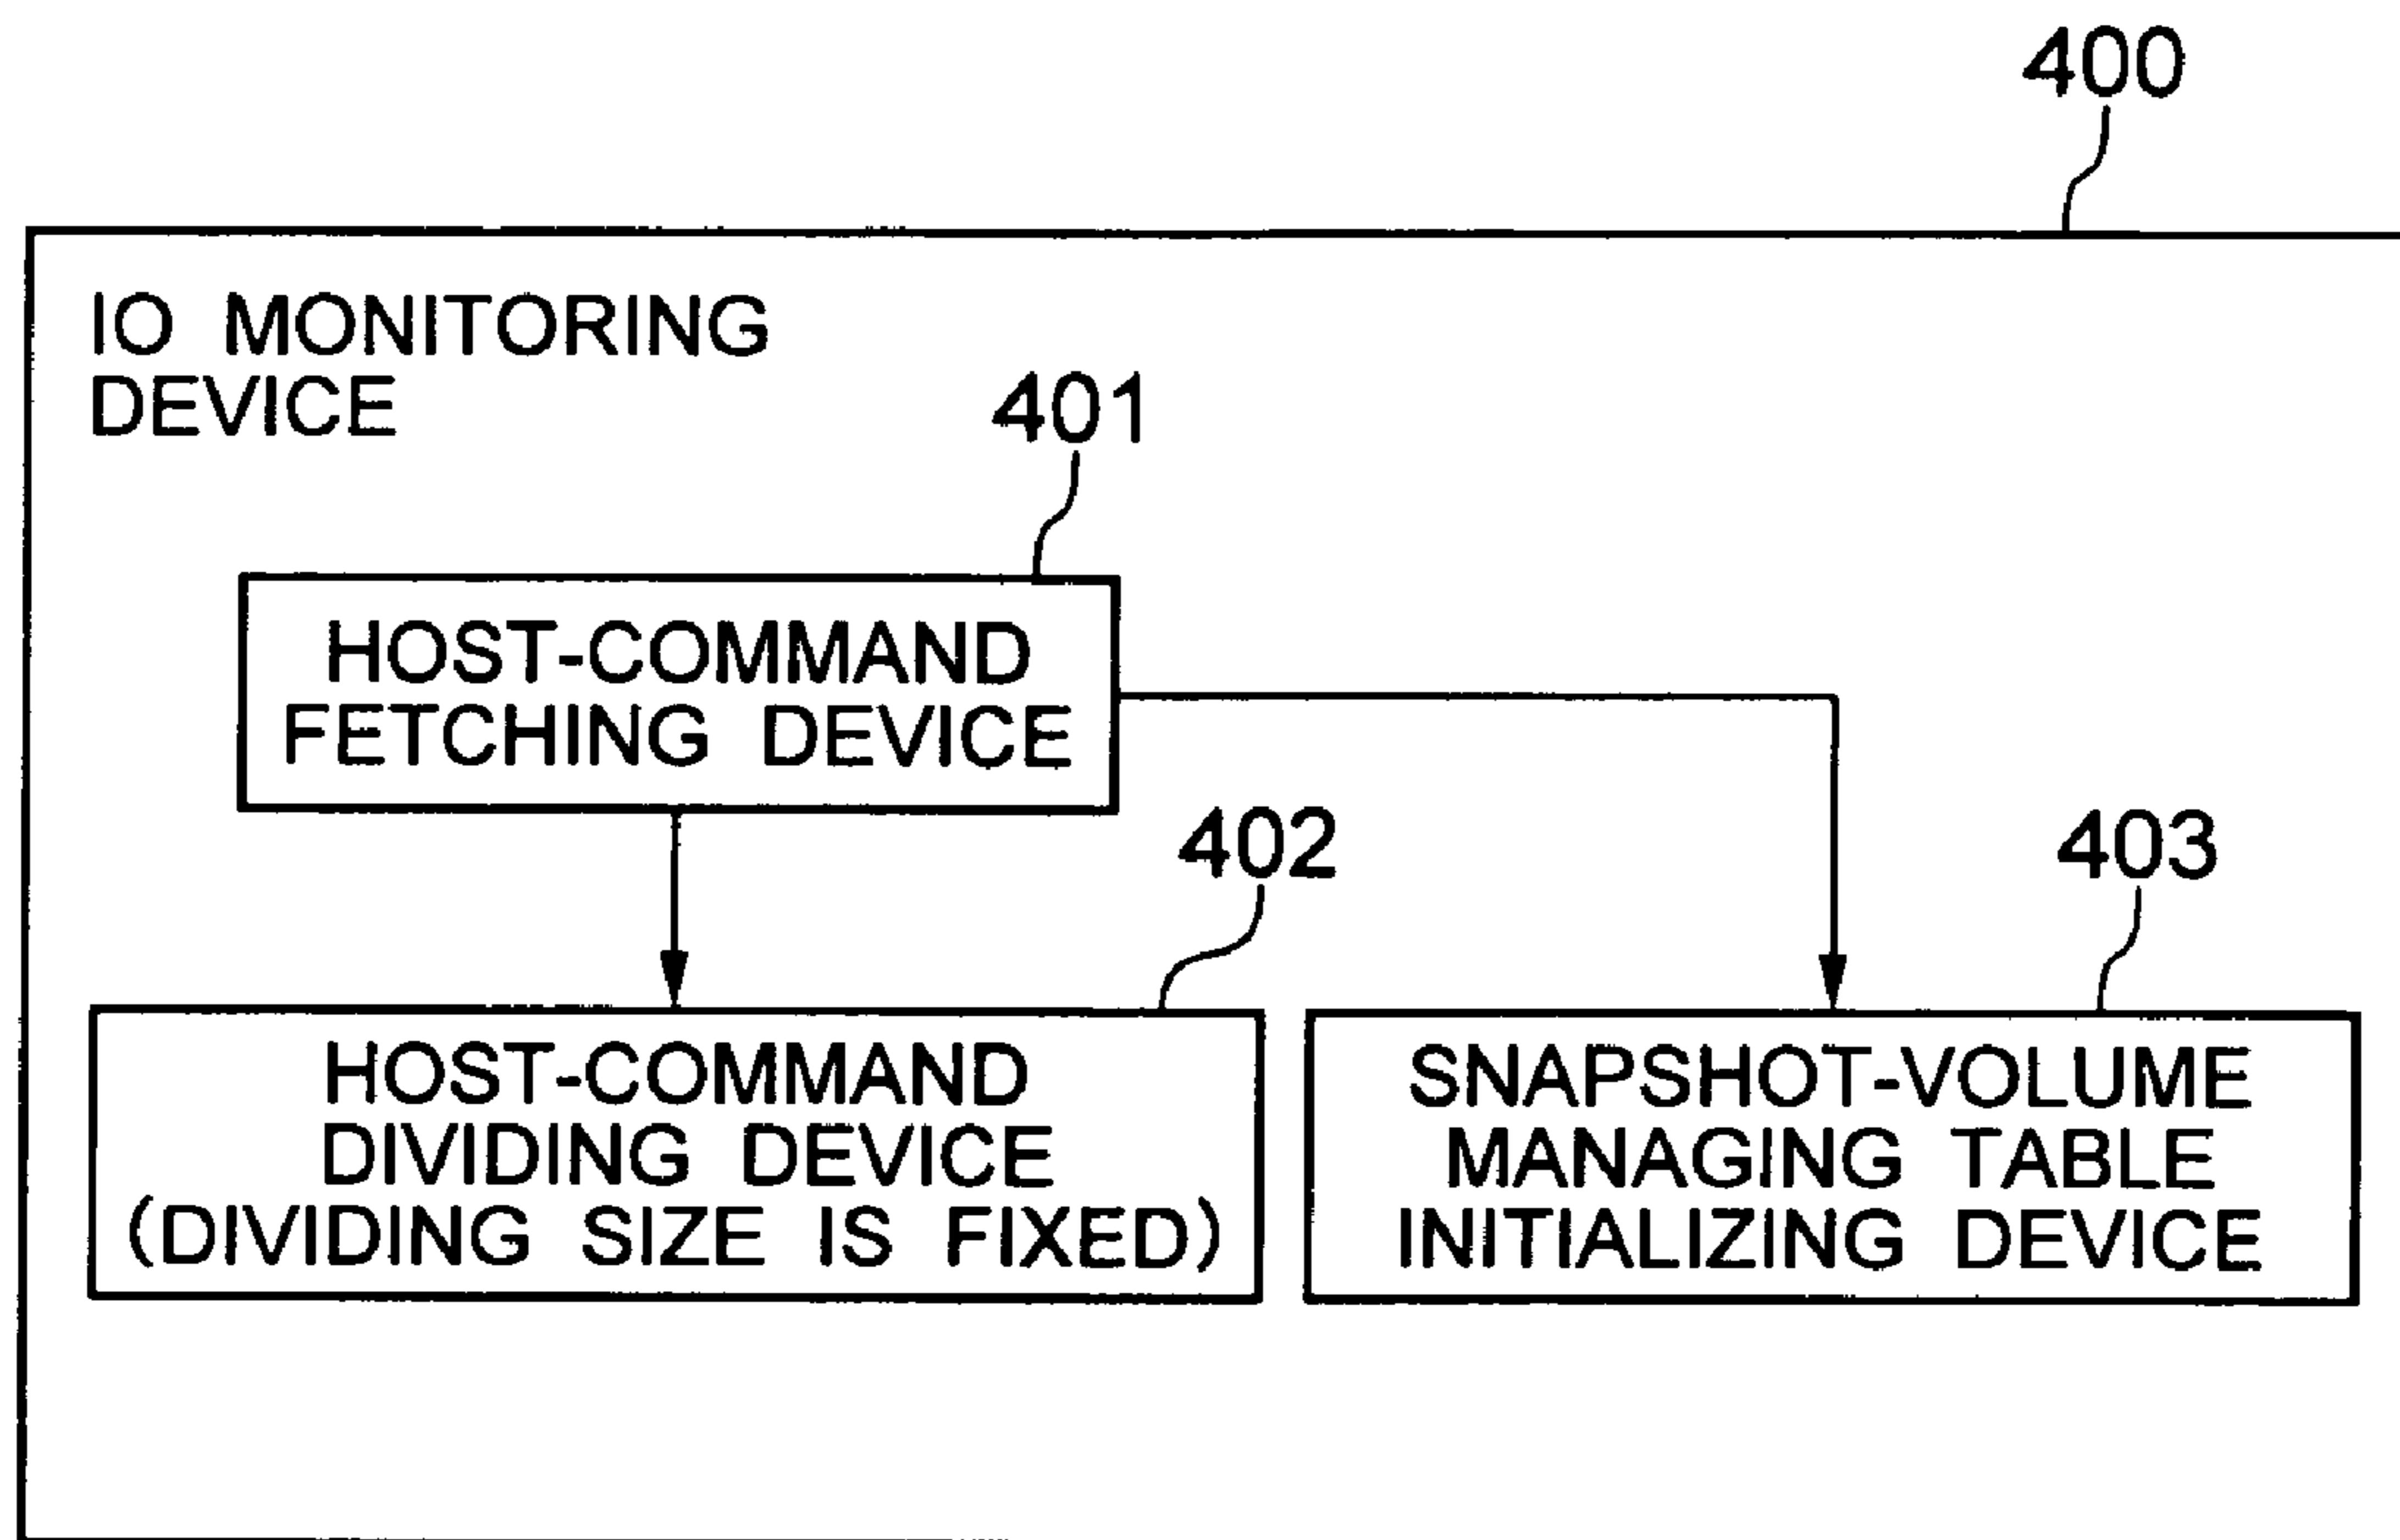 400
IO MONITORING
DEVICE
401
HOST-COMMAND
FETCHING DEVICE
402
HOST-COMMAND
DIVIDING DEVICE
(DIVIDING SIZE IS FIXED)
403
SNAPSHOT-VOLUME
MANAGING TABLE
INITIALIZING DEVICE